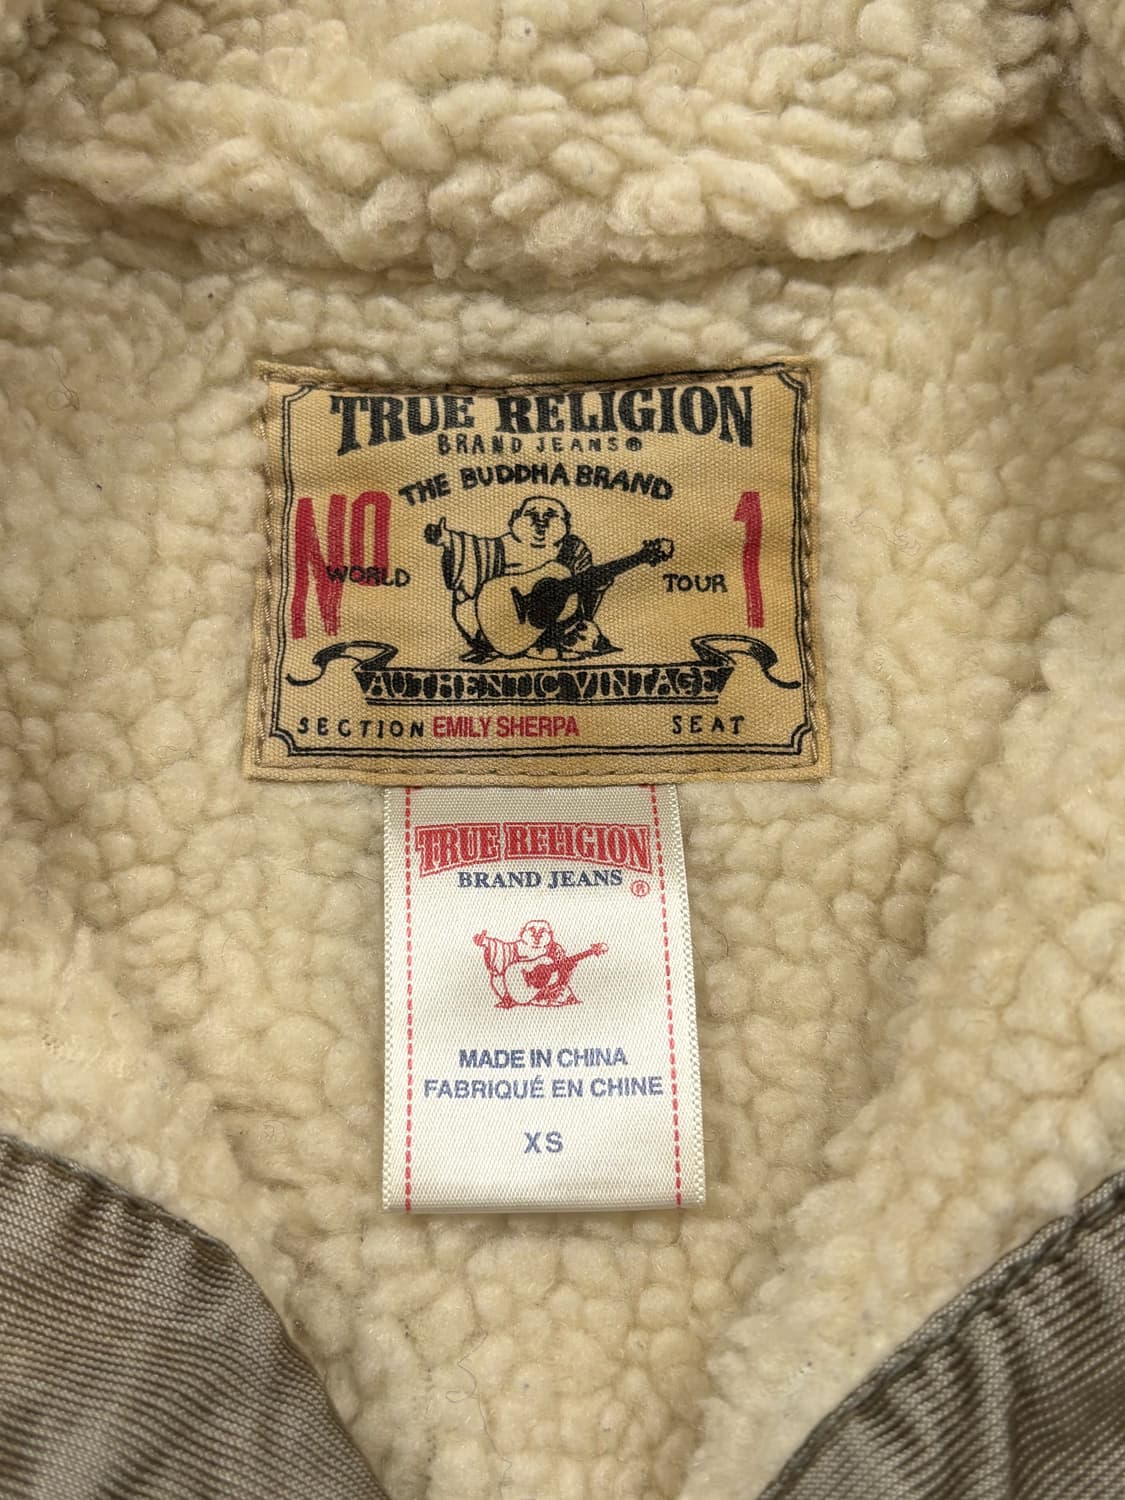 TRUE RELIGION
BRAND JEANS®
THE BUDDHA BRAND
NO 1
WORLD TOUR
AUTHENTIC VINTAGE
SECTION EMILY SHERPA SEAT
TRUE RELIGION
BRAND JEANS®
MADE IN CHINA
FABRIQUÉ EN CHINE
XS